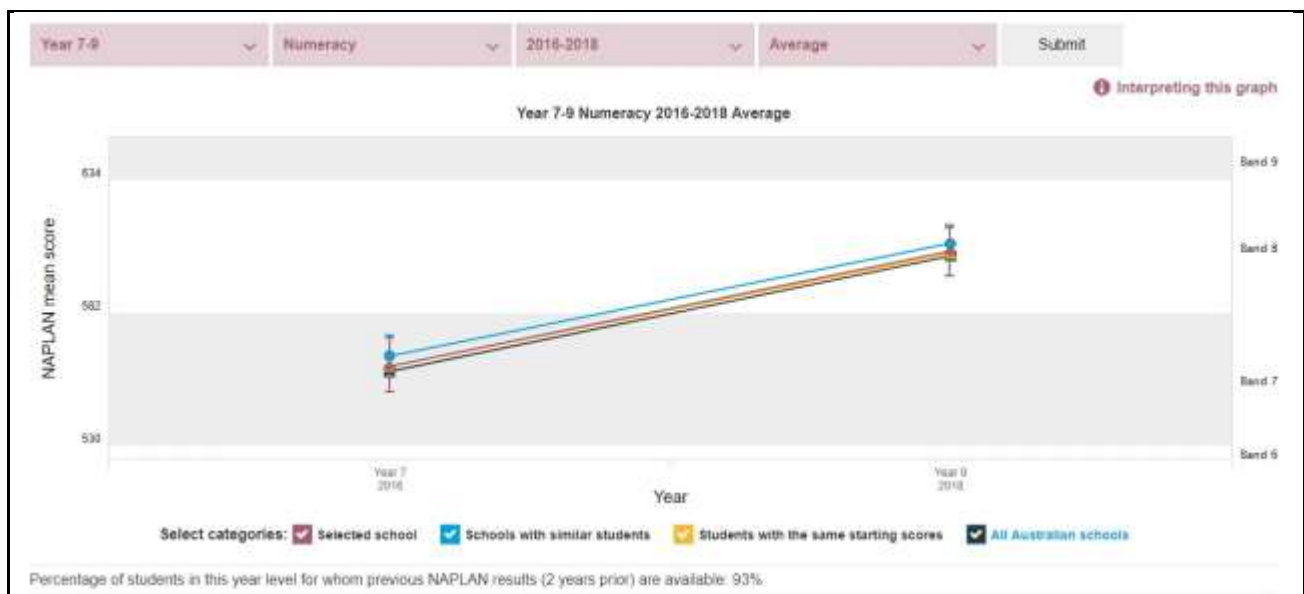 Year 7-9 Numeracy 2016-2018 Average Submit
Interpreting this graph
Year 7-9 Numeracy 2016-2018 Average
NAPLAN mean score
634
582
530
Band 9
Band 8
Band 7
Band 6
Year 7
2016
Year 9
2018
Year
Select categories: Selected school Schools with similar students Students with the same starting scores All Australian schools
Percentage of students in this year level for whom previous NAPLAN results (2 years prior) are available: 93%